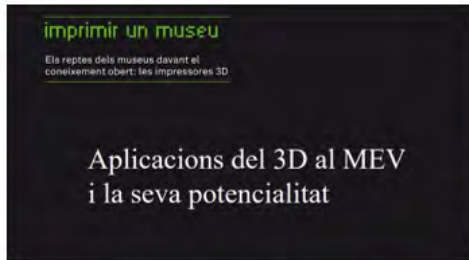 imprimir un museu
Els reptes dels museus davant el
coneixement obert: les impressores 3D
Aplicacions del 3D al MEV
i la seva potencialitat